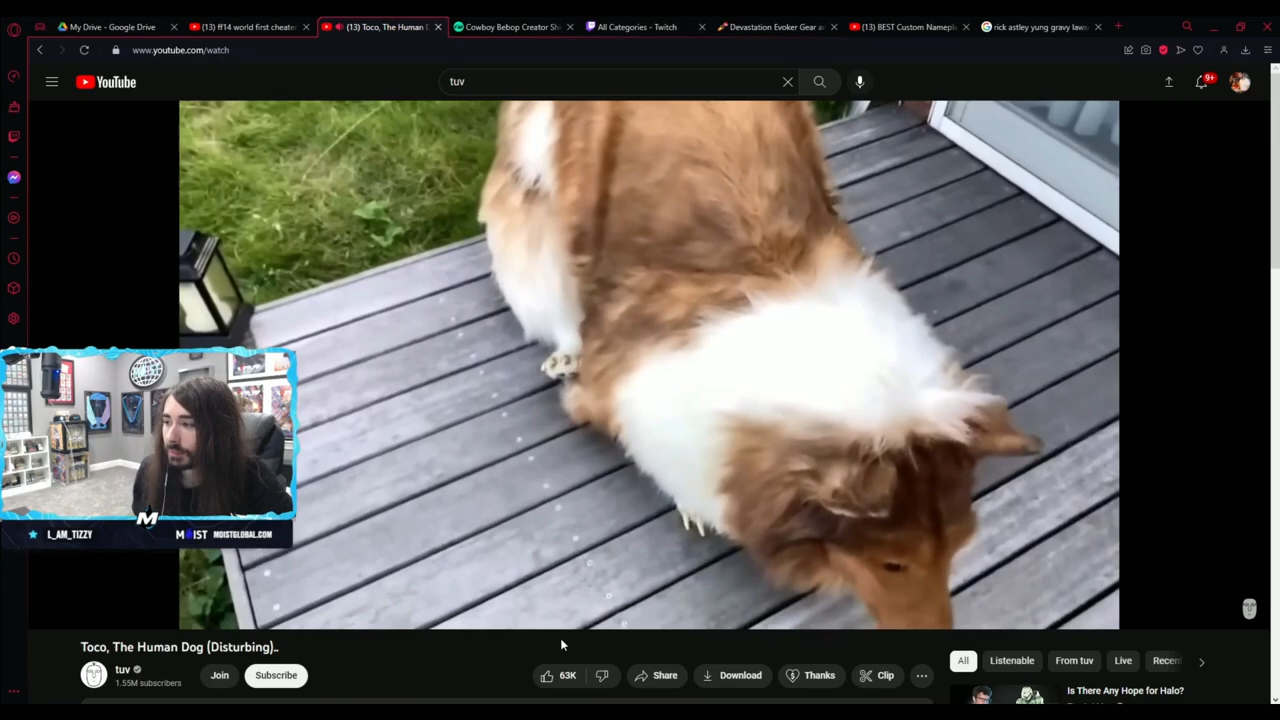 My Drive - Google Drive
(13) ff14 world first cheater
(13) Toco, The Human D
Cowboy Bebop Creator Sh
All Categories - Twitch
Devastation Evoker Gear a
(13) BEST Custom Namepl
rick astley yung gravy laws
www.youtube.com/watch
YouTube
tuv
9+
L_AM_TIZZY
MOIST
MOISTGLOBAL.COM
Toco, The Human Dog (Disturbing)..
tuv
1.55M subscribers
Join
Subscribe
63K
Share
Download
Thanks
Clip
All
Listenable
From tuv
Live
Recent
Is There Any Hope for Halo?